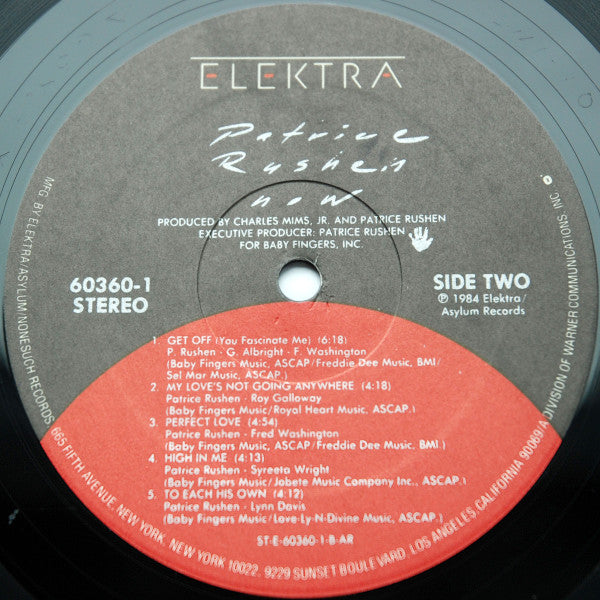 ELEKTRA
Patrice
Rushen
now
PRODUCED BY CHARLES MIMS, JR. AND PATRICE RUSHEN
EXECUTIVE PRODUCER: PATRICE RUSHEN
FOR BABY FINGERS, INC.
60360-1
STEREO
SIDE TWO
℗ 1984 Elektra/
Asylum Records
1. GET OFF (You Fascinate Me) (6:18)
P. Rushen - G. Albright - F. Washington
(Baby Fingers Music, ASCAP/Freddie Dee Music, BMI/
Sel Mar Music, ASCAP.)
2. MY LOVE'S NOT GOING ANYWHERE (4:18)
Patrice Rushen - Roy Galloway
(Baby Fingers Music/Royal Heart Music, ASCAP.)
3. PERFECT LOVE (4:54)
Patrice Rushen - Fred Washington
(Baby Fingers Music, ASCAP/Freddie Dee Music, BMI.)
4. HIGH IN ME (4:13)
Patrice Rushen - Syreeta Wright
(Baby Fingers Music/Jobete Music Company Inc., ASCAP.)
5. TO EACH HIS OWN (4:12)
Patrice Rushen - Lynn Davis
(Baby Fingers Music/Love-Ly-N-Divine Music, ASCAP.)
ST-E-60360-1-B-AR
MFG. BY ELEKTRA/ASYLUM/NONESUCH RECORDS, 665 FIFTH AVENUE, NEW YORK, NEW YORK 10022. 9229 SUNSET BOULEVARD, LOS ANGELES, CALIFORNIA 90069/A DIVISION OF WARNER COMMUNICATIONS, INC.